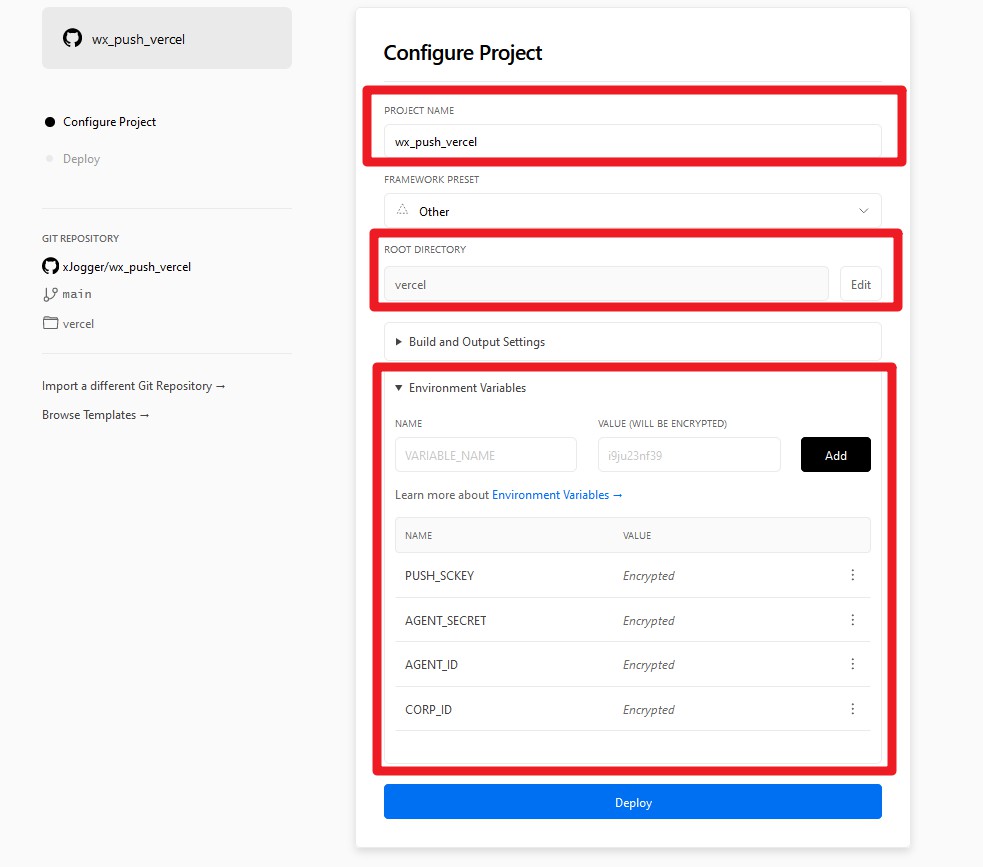 wx_push_vercel
Configure Project
Deploy
GIT REPOSITORY
xJogger/wx_push_vercel
main
vercel
Import a different Git Repository →
Browse Templates →
Configure Project
PROJECT NAME
wx_push_vercel
FRAMEWORK PRESET
Other
ROOT DIRECTORY
vercel Edit
Build and Output Settings
Environment Variables
NAME VALUE (WILL BE ENCRYPTED)
VARIABLE_NAME i9ju23nf39 Add
Learn more about Environment Variables →
NAME VALUE
PUSH_SCKEY Encrypted
AGENT_SECRET Encrypted
AGENT_ID Encrypted
CORP_ID Encrypted
Deploy